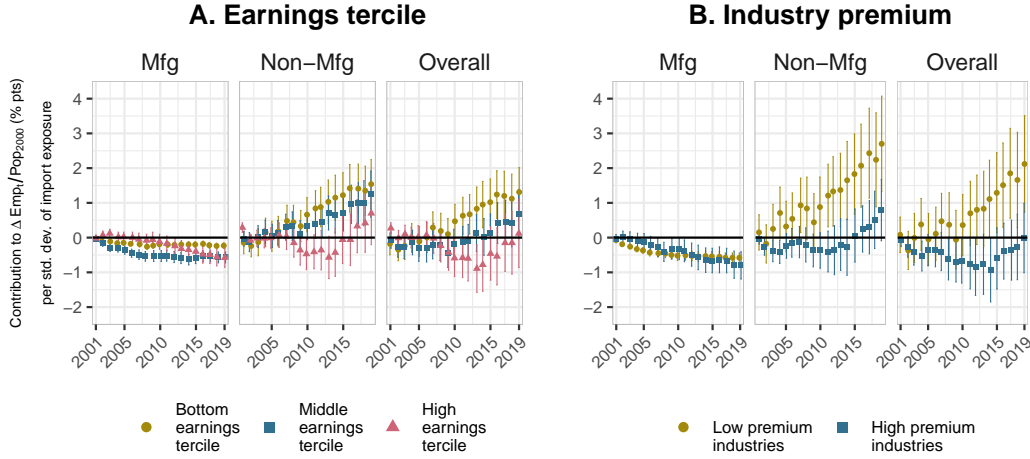 A. Earnings tercile
B. Industry premium
Mfg
Non−Mfg
Overall
Mfg
Non−Mfg
Overall
Contribution to Δ Empₜ/Pop₂₀₀₀ (% pts)
per std. dev. of import exposure
4
3
2
1
0
−1
−2
4
3
2
1
0
−1
−2
2001
2005
2010
2015
2019
2001
2005
2010
2015
2001
2005
2010
2015
2019
2001
2005
2010
2015
2019
2001
2005
2010
2015
2001
2005
2010
2015
2019
Bottom
earnings
tercile
Middle
earnings
tercile
High
earnings
tercile
Low premium
industries
High premium
industries